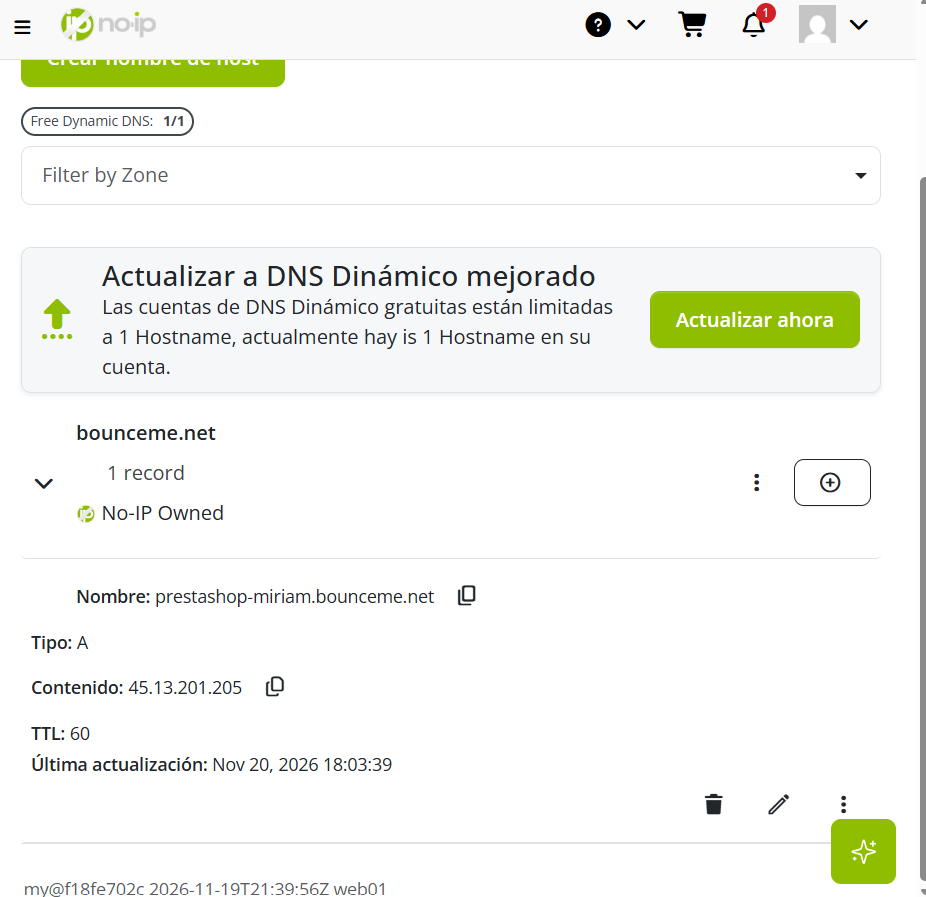 no·ip
1
Crear nombre de host
Free Dynamic DNS: 1/1
Filter by Zone
Actualizar a DNS Dinámico mejorado
Las cuentas de DNS Dinámico gratuitas están limitadas
a 1 Hostname, actualmente hay is 1 Hostname en su
cuenta.
Actualizar ahora
bounceme.net
1 record
No-IP Owned
Nombre: prestashop-miriam.bounceme.net
Tipo: A
Contenido: 45.13.201.205
TTL: 60
Última actualización: Nov 20, 2026 18:03:39
my@f18fe702c 2026-11-19T21:39:56Z web01